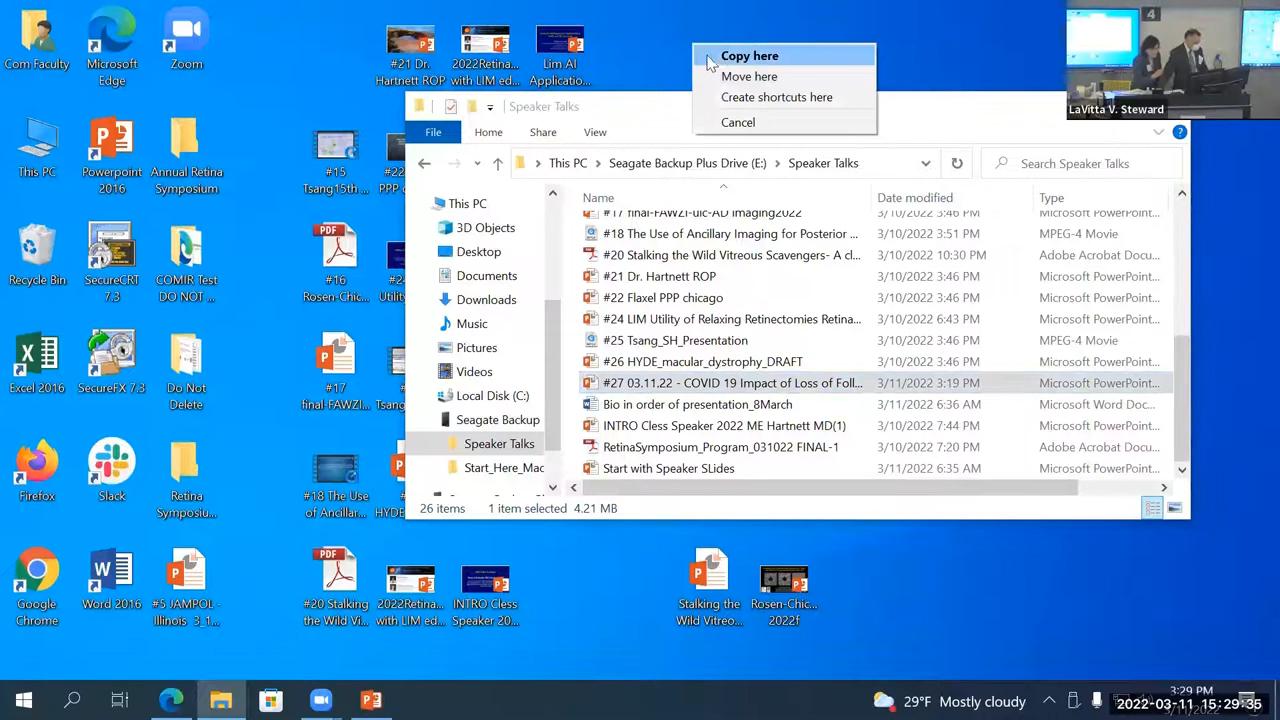 Com Faculty
Microsoft
Edge
Zoom
#21 Dr.
Hartnett ROP
2022Retina...
with LIM ed...
Lim AI
Applicatio...
Copy here
Move here
Create shortcuts here
Cancel
4
LaVitta V. Steward
Speaker Talks
File
Home
Share
View
This PC
Seagate Backup Plus Drive (E:)
Speaker Talks
Search Speaker Talks
This PC
Powerpoint
2016
Annual Retina
Symposium
#15
Tsang15th ...
PPP c
Recycle Bin
SecureCRT
7.3
COMIR Test
DO NOT ...
#16
Rosen-Chic...
#24
Utility
Excel 2016
SecureFX 7.3
Do Not
Delete
#17
final-FAWZI...
Tsang
Firefox
Slack
Retina
Symposiu...
#18 The Use
of Ancillar...
HYDE
Google
Chrome
Word 2016
#5 JAMPOL -
Illinois 3_1...
#20 Stalking
the Wild Vi...
2022Retina...
with LIM ed...
INTRO Cless
Speaker 20...
Stalking the
Wild Vitreo...
Rosen-Chic...
2022f
This PC
3D Objects
Desktop
Documents
Downloads
Music
Pictures
Videos
Local Disk (C:)
Seagate Backup
Speaker Talks
Start_Here_Mac
Name
Date modified
Type
#17 final-FAWZI-uic-AD imaging2022
3/10/2022 3:46 PM
Microsoft PowerPoint...
#18 The Use of Ancillary Imaging for Posterior ...
3/10/2022 3:51 PM
MPEG-4 Movie
#20 Stalking the Wild Vitreous Scavengers- A cl...
3/10/2022 10:30 PM
Adobe Acrobat Docu...
#21 Dr. Hartnett ROP
3/10/2022 3:46 PM
Microsoft PowerPoint...
#22 Flaxel PPP chicago
3/10/2022 3:46 PM
Microsoft PowerPoint...
#24 LIM Utility of Relaxing Retinectomies Retina...
3/10/2022 6:43 PM
Microsoft PowerPoint...
#25 Tsang_SH_Presentation
3/10/2022 3:46 PM
MPEG-4 Movie
#26 HYDE_macular_dystrophy_DRAFT
3/10/2022 3:46 PM
Microsoft PowerPoint...
#27 03.11.22 - COVID 19 Impact of Loss of Foll...
3/11/2022 3:19 PM
Microsoft PowerPoint...
Bio in order of presentation_8March
3/11/2022 6:36 AM
Microsoft Word Doc...
INTRO Cless Speaker 2022 ME Hartnett MD(1)
3/10/2022 7:44 PM
Microsoft PowerPoint...
RetinaSymposium_Program_031022 FINAL-1
3/10/2022 7:20 PM
Adobe Acrobat Docu...
Start with Speaker SLides
3/11/2022 6:35 AM
Microsoft PowerPoint...
26 items
1 item selected 4.21 MB
29°F Mostly cloudy
3:29 PM
2022-03-11 15:29:35